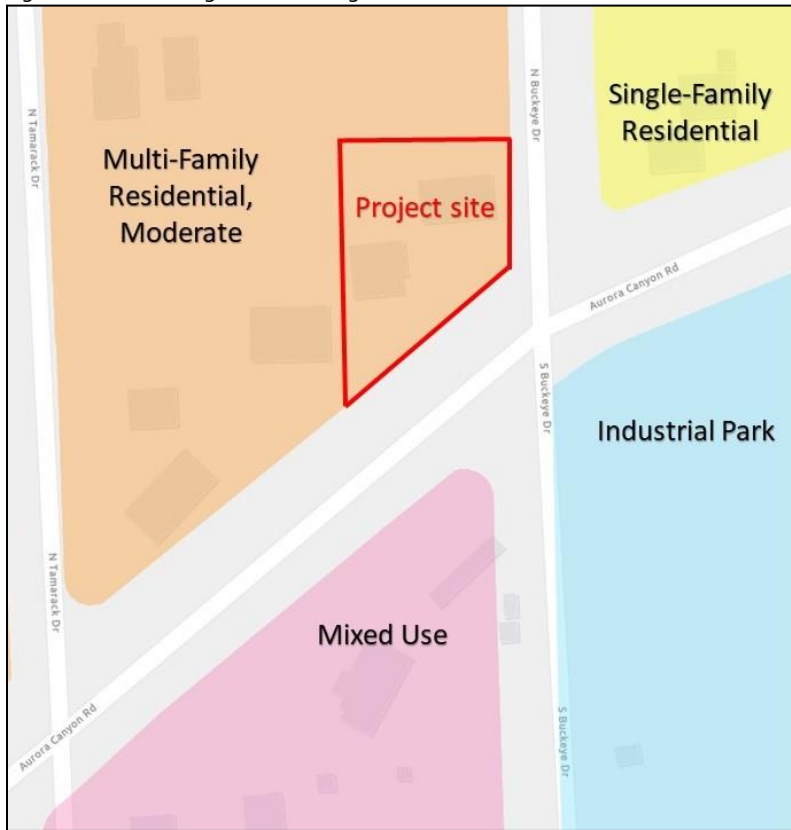 N Tamarack Dr
Multi-Family
Residential,
Moderate
Project site
N Buckeye Dr
Single-Family
Residential
Aurora Canyon Rd
S Buckeye Dr
Industrial Park
N Tamarack Dr
Mixed Use
Aurora Canyon Rd
S Buckeye Dr